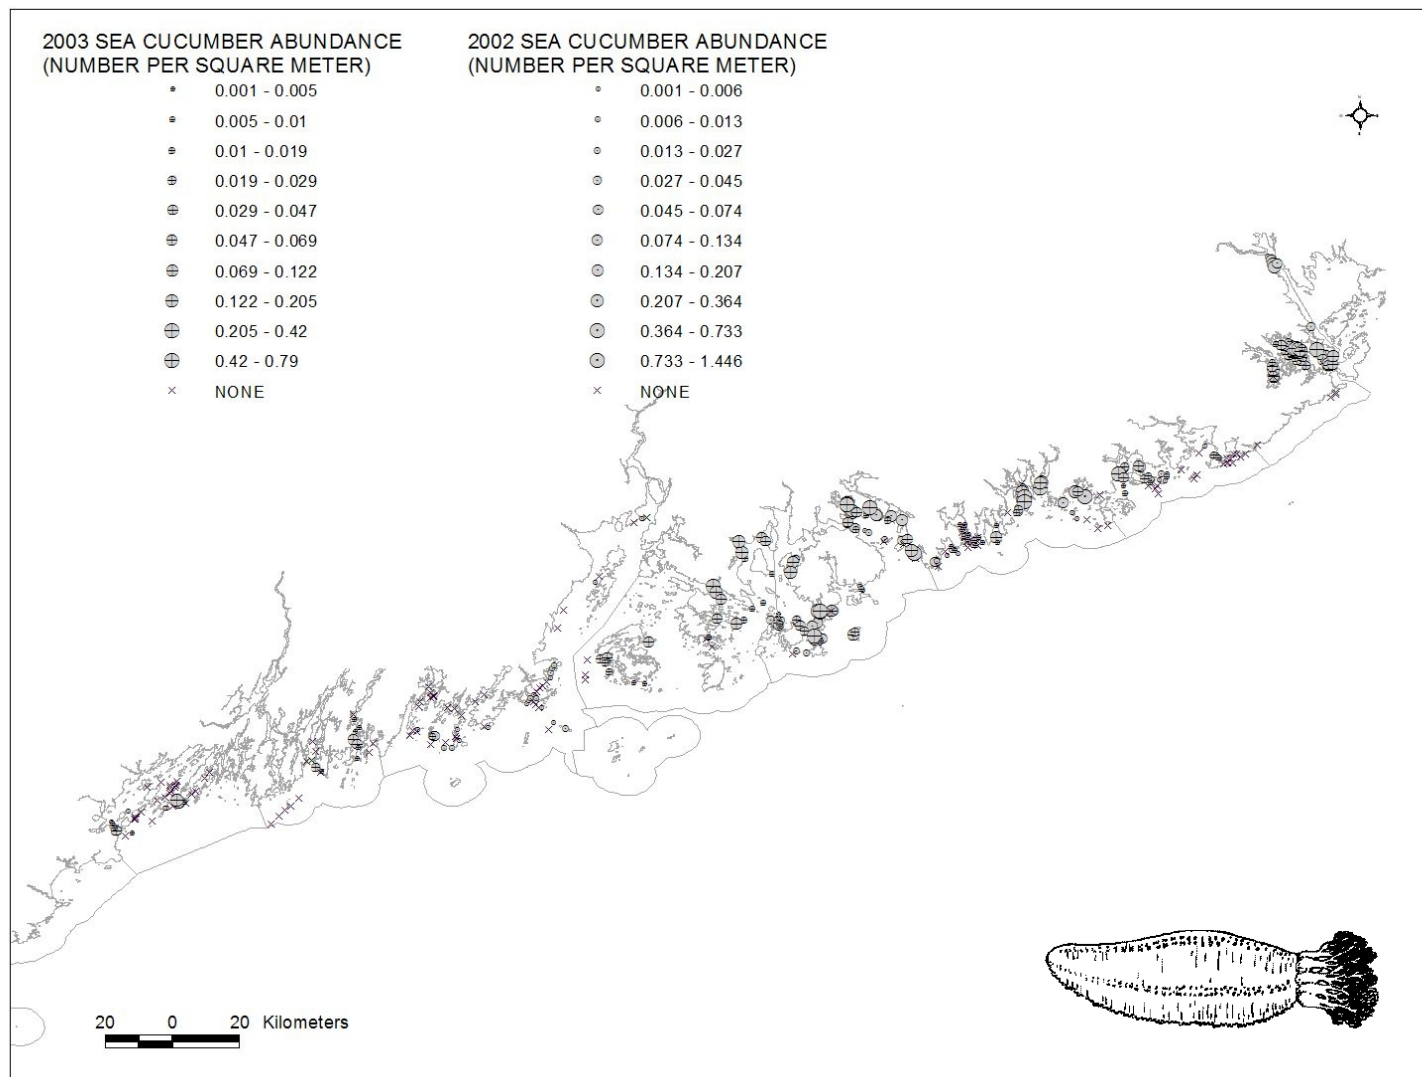 2003 SEA CUCUMBER ABUNDANCE
(NUMBER PER SQUARE METER)
0.001 - 0.005
0.005 - 0.01
0.01 - 0.019
0.019 - 0.029
0.029 - 0.047
0.047 - 0.069
0.069 - 0.122
0.122 - 0.205
0.205 - 0.42
0.42 - 0.79
NONE
2002 SEA CUCUMBER ABUNDANCE
(NUMBER PER SQUARE METER)
0.001 - 0.006
0.006 - 0.013
0.013 - 0.027
0.027 - 0.045
0.045 - 0.074
0.074 - 0.134
0.134 - 0.207
0.207 - 0.364
0.364 - 0.733
0.733 - 1.446
NONE
20 0 20 Kilometers